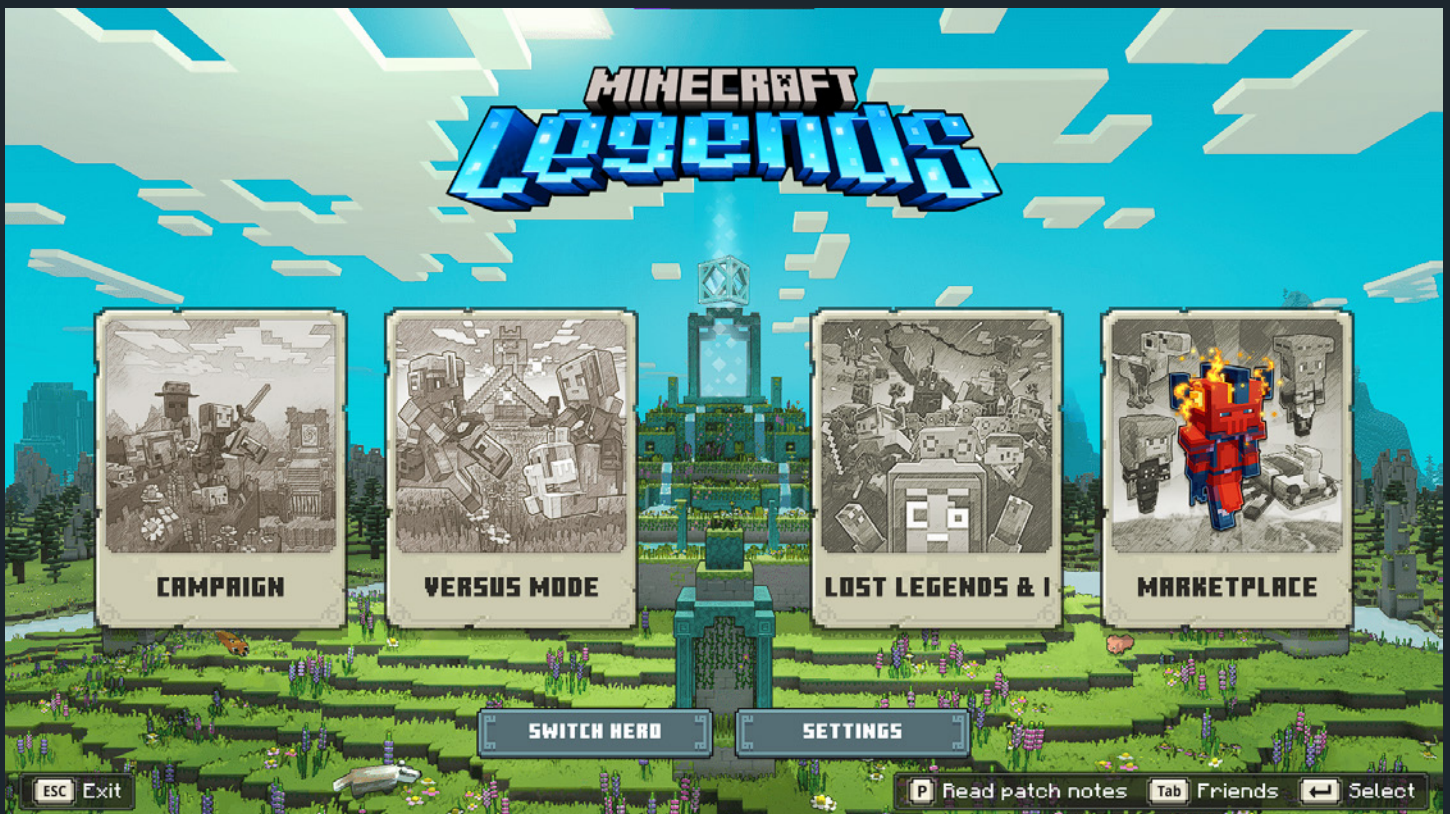 MINECRAFT
Legends
CAMPAIGN
VERSUS MODE
LOST LEGENDS & I
MARKETPLACE
SWITCH HERO
SETTINGS
ESC Exit
P Read patch notes Tab Friends Select